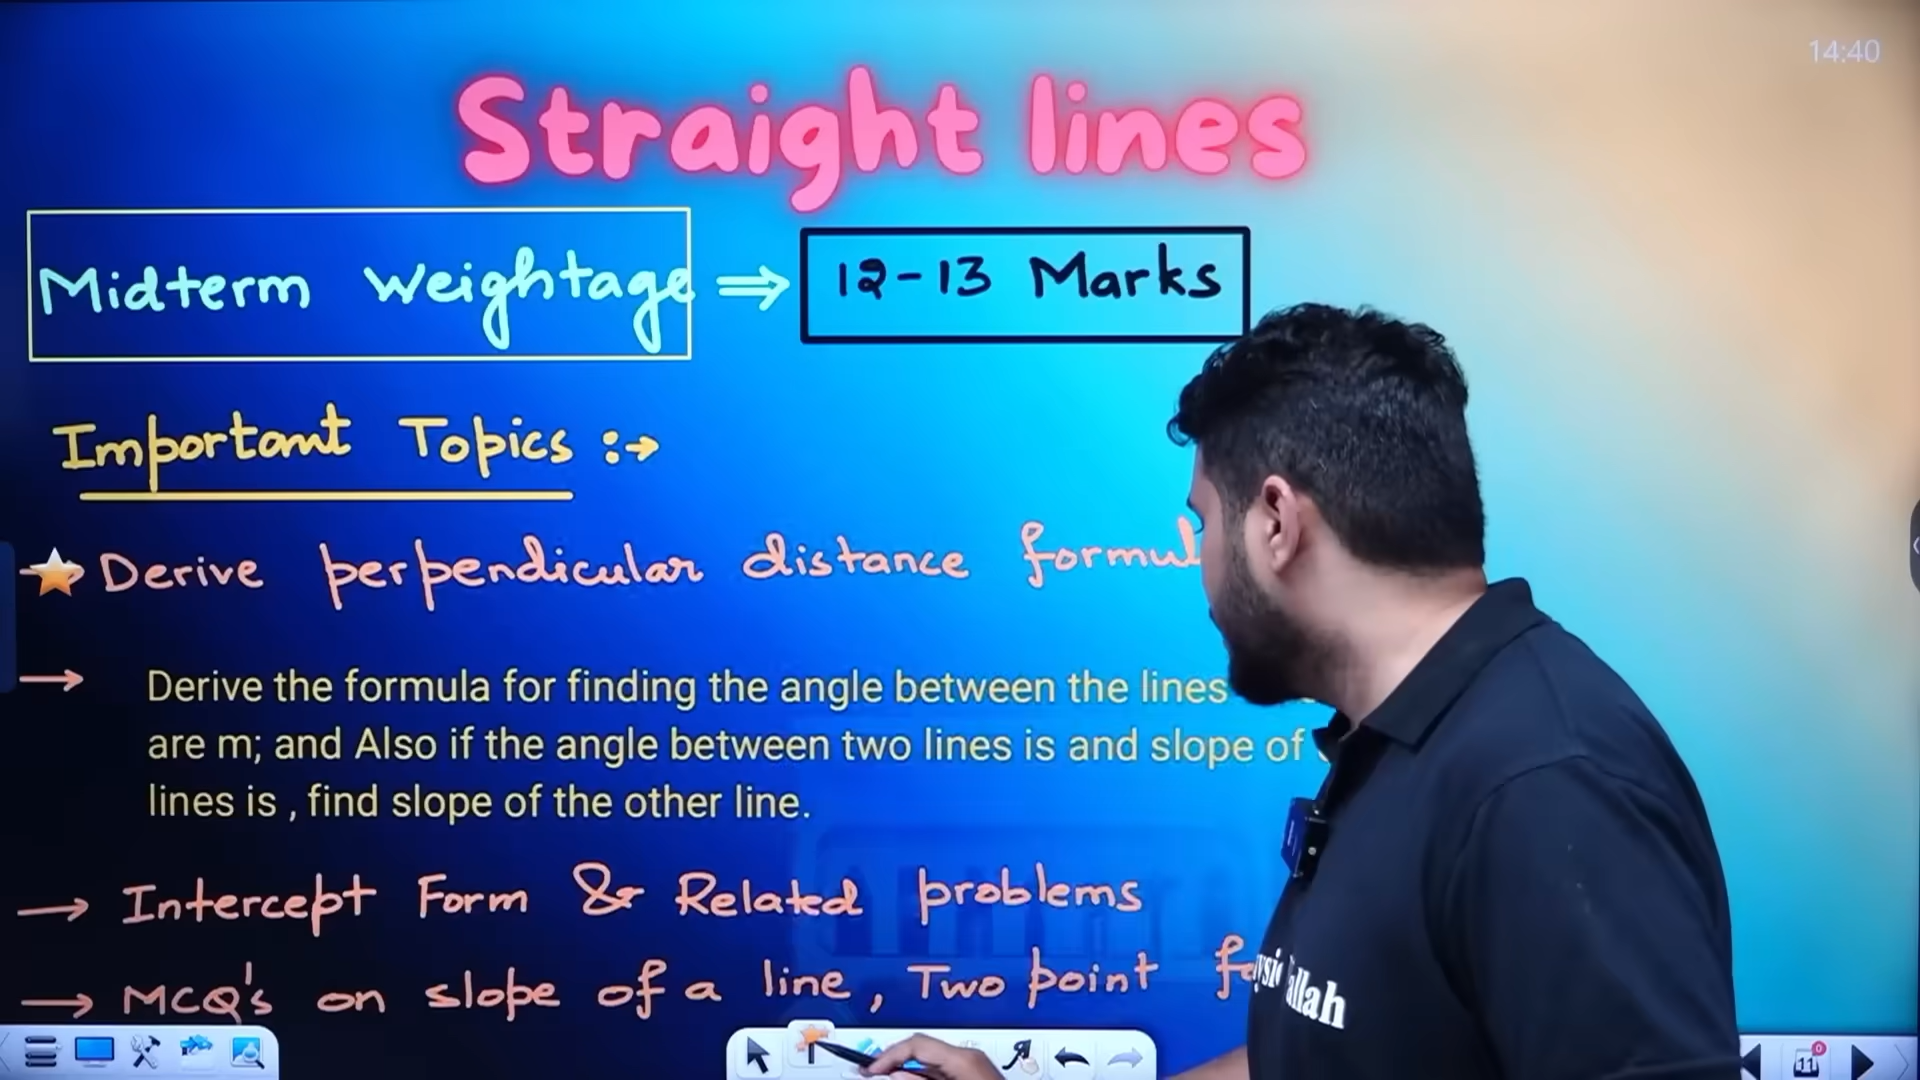 14:40
Straight lines
Midterm Weightage ⇒ 12-13 Marks
Important Topics :→
→ Derive perpendicular distance formul
→ Derive the formula for finding the angle between the lines
are m; and Also if the angle between two lines is and slope of
lines is , find slope of the other line.
→ Intercept Form & Related problems
→ MCQ's on slope of a line, Two point
allah
11
0